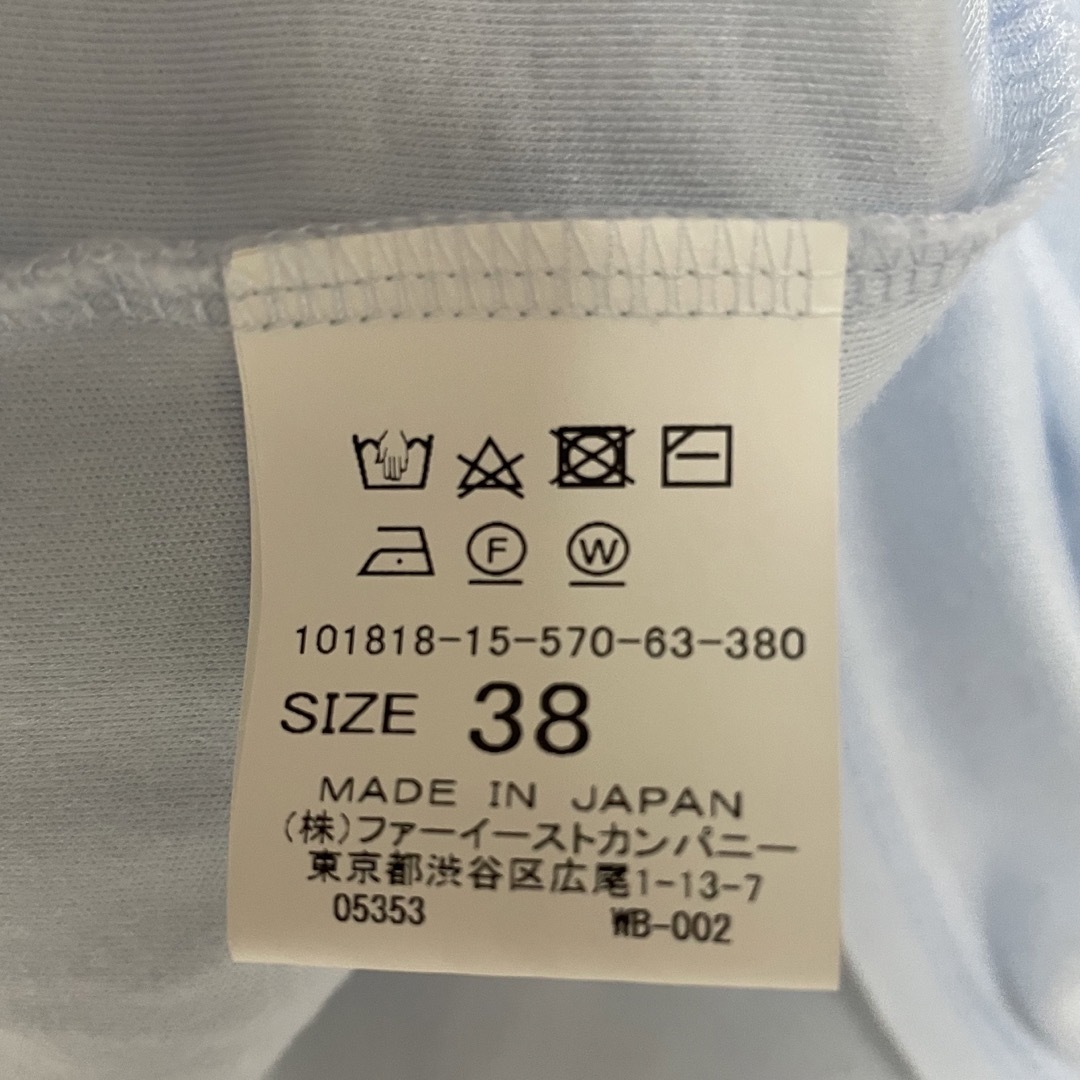 F W
101818-15-570-63-380
SIZE 38
MADE IN JAPAN
(株)ファーイーストカンパニー
東京都渋谷区広尾1-13-7
05353 WB-002